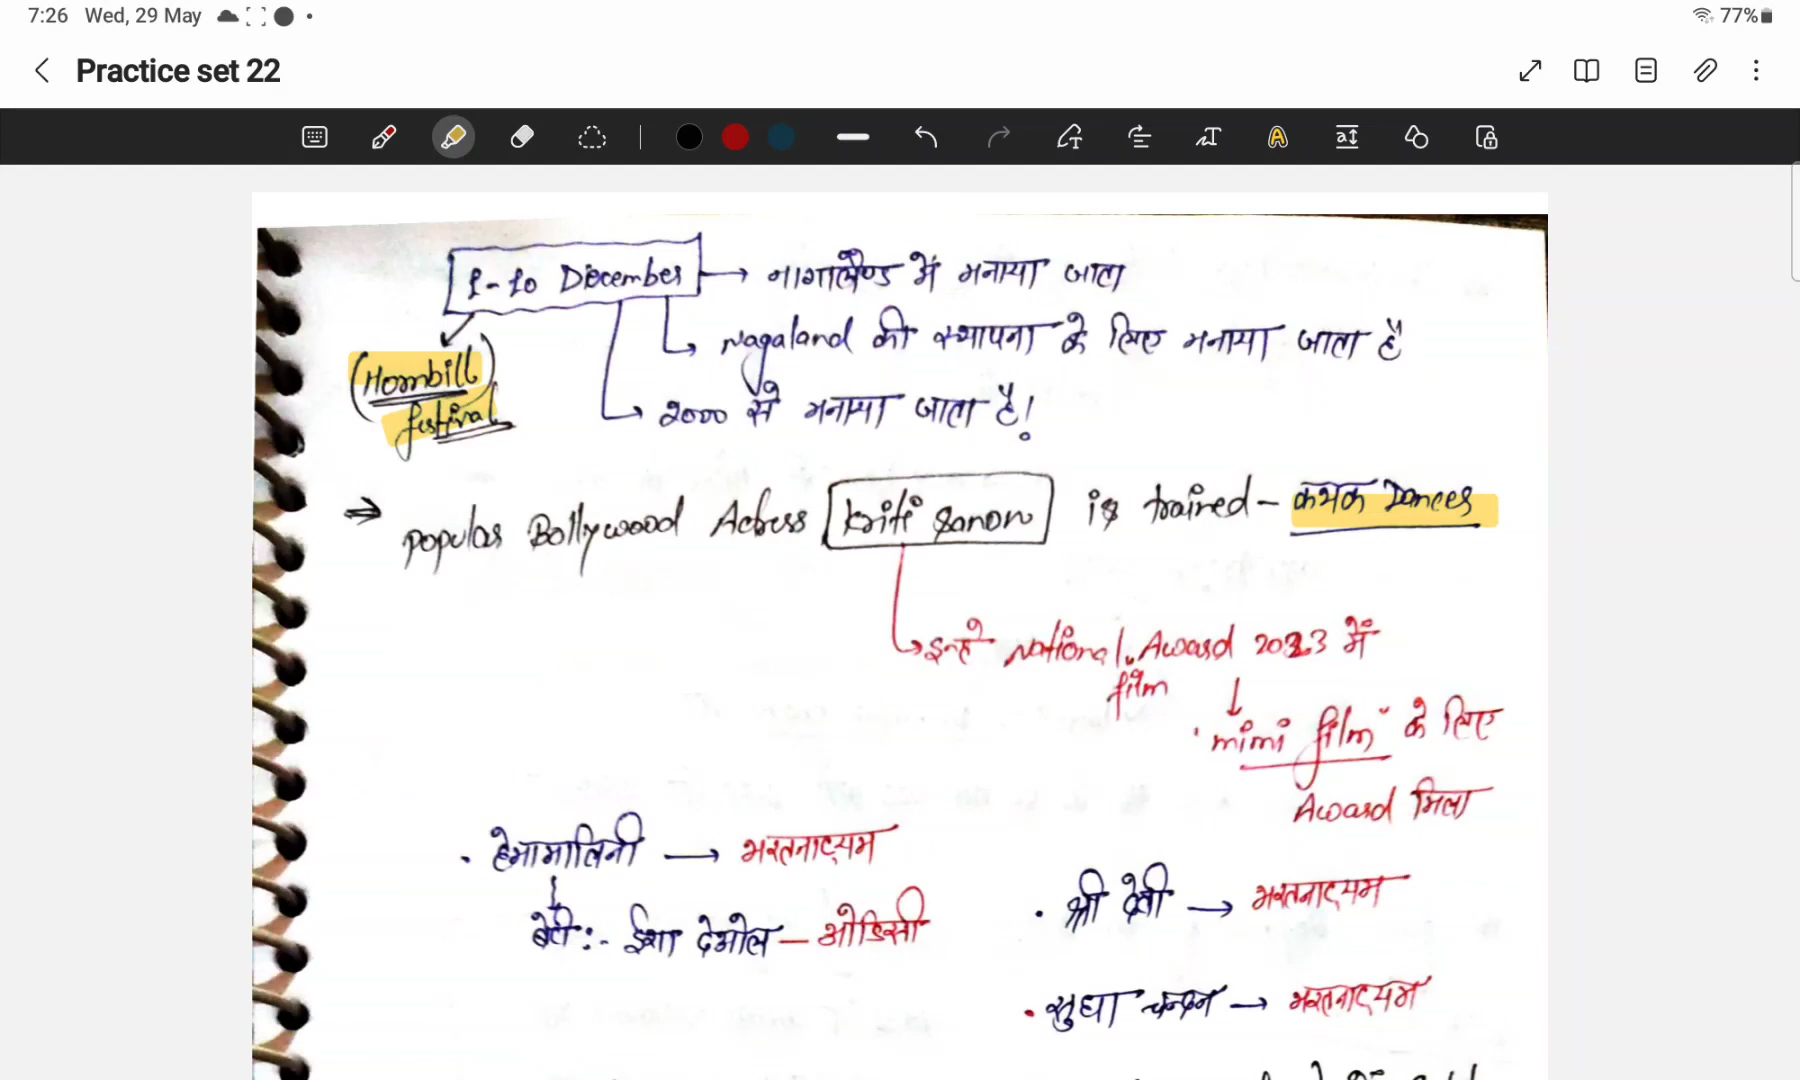 7:26 Wed, 29 May
77%
Practice set 22
1-10 December → नागालैण्ड में मनाया जाता
Nagaland की स्थापना के लिए मनाया जाता है
(Hornbill festival)
2000 से मनाया जाता है!
⇒ popular Bollywood Actress kriti sanon is trained - कथक Dances
इन्हे National Award 2023 में
film
"mimi film" के लिए
Award मिला
· हेमामालिनी → भरतनाट्यम
बेटी:- ईशा देओल - ओडिसी
· श्री देवी → भरतनाट्यम
· सुधा चन्द्रन → भरतनाट्यम